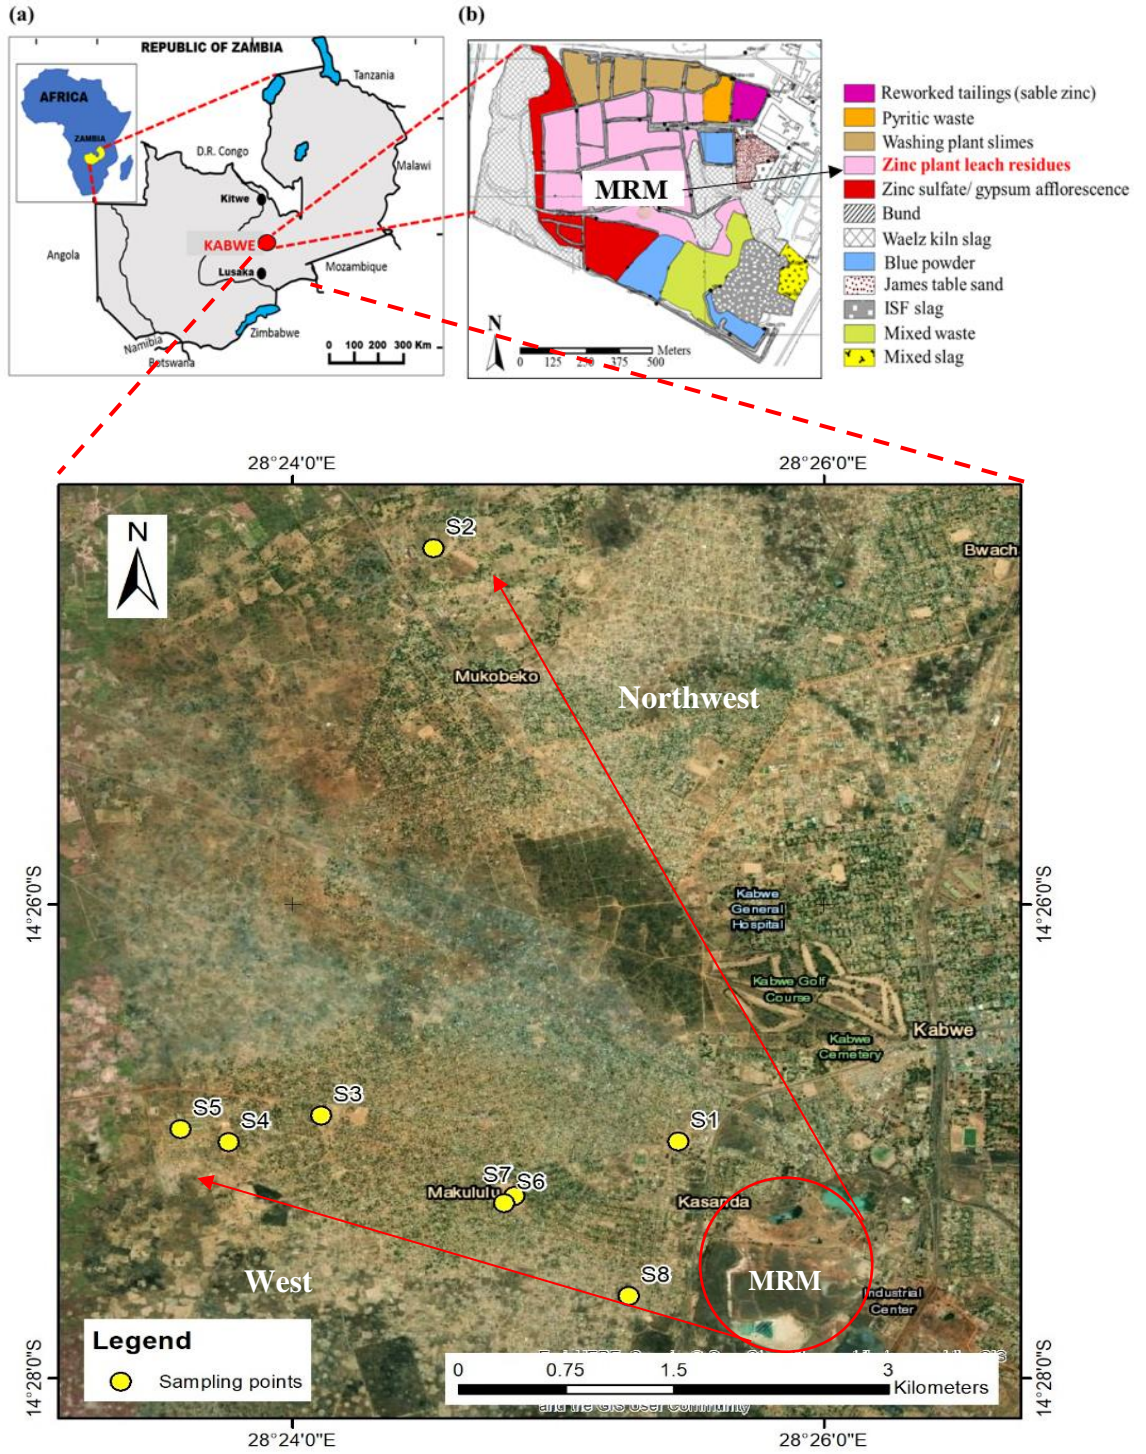 (a)
REPUBLIC OF ZAMBIA
AFRICA
ZAMBIA
Tanzania
D.R. Congo
Malawi
Kitwe
KABWE
Angola
Lusaka
Mozambique
Zimbabwe
Namibia
Botswana
0 100 200 300 Km
(b)
MRM
N
Meters
0 125 250 375 500
Reworked tailings (sable zinc)
Pyritic waste
Washing plant slimes
Zinc plant leach residues
Zinc sulfate/ gypsum afflorescence
Bund
Waelz kiln slag
Blue powder
James table sand
ISF slag
Mixed waste
Mixed slag
28°24'0"E
28°26'0"E
N
S2
Bwach
Mukobeko
Northwest
14°26'0"S
14°26'0"S
Kabwe
General
Hospital
Kabwe Golf
Course
Kabwe
Kabwe
Cemetery
S5
S4
S3
S1
S7
S6
Makululu
Kasanda
West
S8
MRM
Industrial
Center
Legend
Sampling points
0 0.75 1.5 3
Kilometers
and the GIS User Community
14°28'0"S
14°28'0"S
28°24'0"E
28°26'0"E